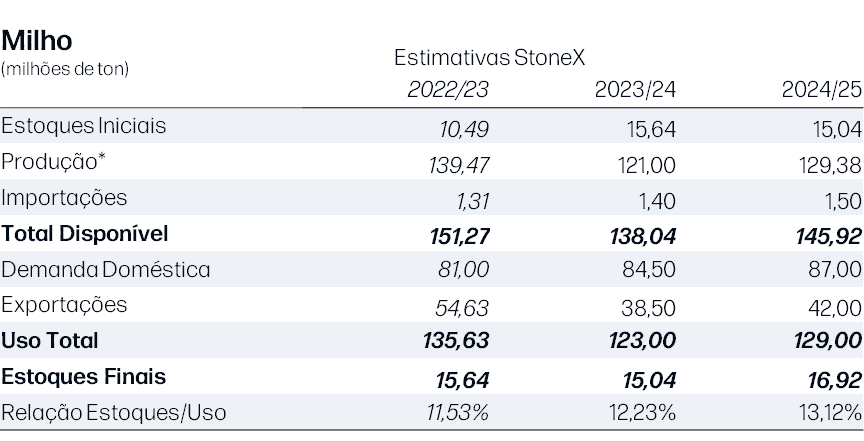 Milho
(milhões de ton)
Estimativas StoneX
2022/23 2023/24 2024/25
Estoques Iniciais 10,49 15,64 15,04
Produção* 139,47 121,00 129,38
Importações 1,31 1,40 1,50
Total Disponível 151,27 138,04 145,92
Demanda Doméstica 81,00 84,50 87,00
Exportações 54,63 38,50 42,00
Uso Total 135,63 123,00 129,00
Estoques Finais 15,64 15,04 16,92
Relação Estoques/Uso 11,53% 12,23% 13,12%